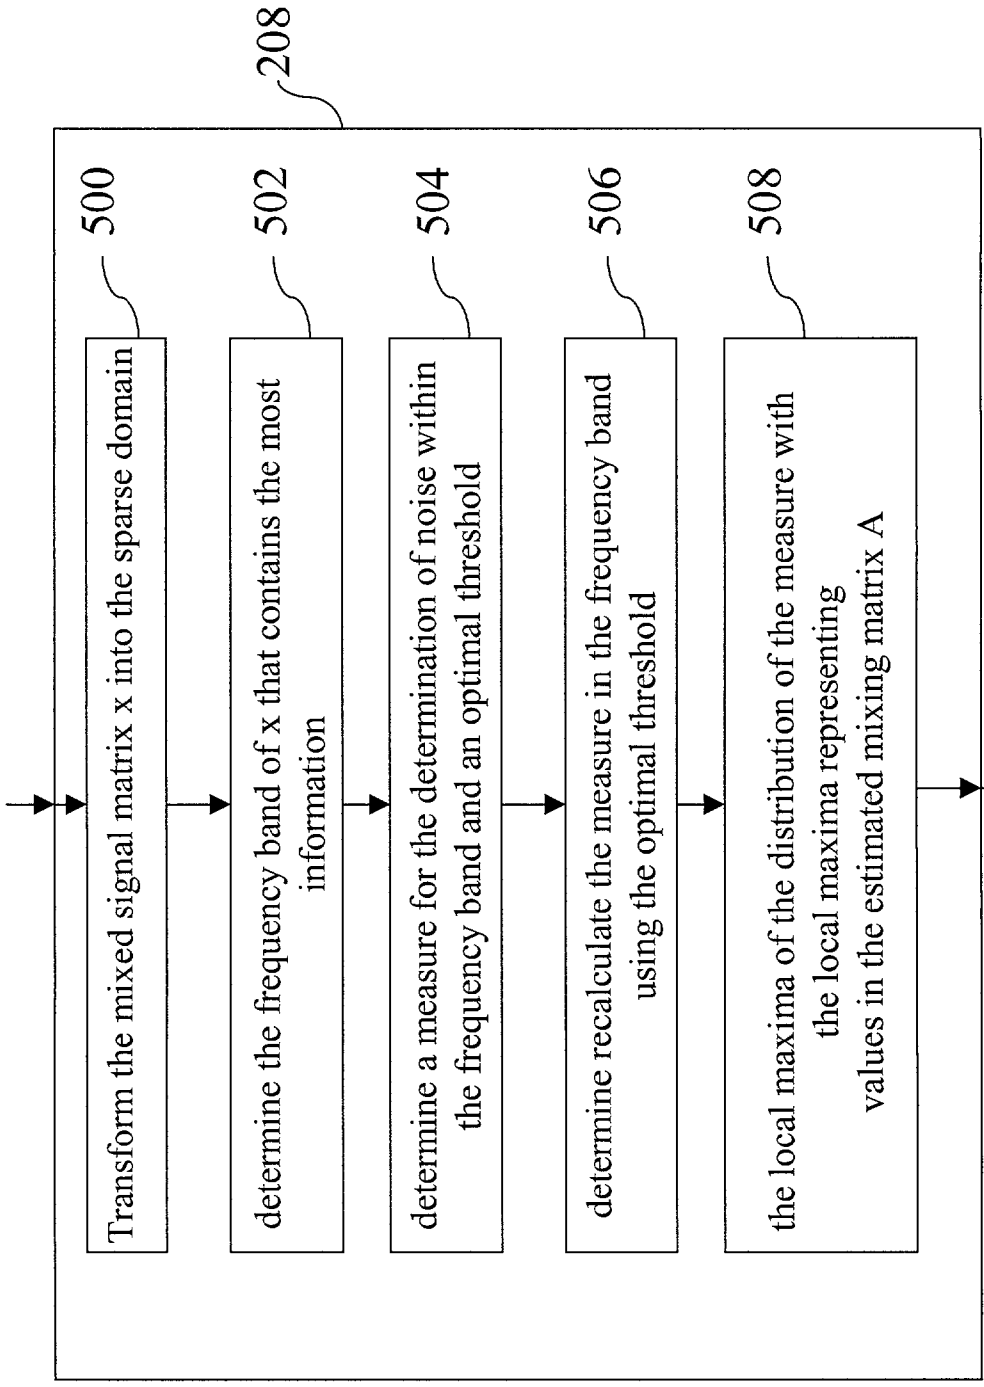 208
500
Transform the mixed signal matrix x into the sparse domain
502
determine the frequency band of x that contains the most
information
504
determine a measure for the determination of noise within
the frequency band and an optimal threshold
506
determine recalculate the measure in the frequency band
using the optimal threshold
508
the local maxima of the distribution of the measure with
the local maxima representing
values in the estimated mixing matrix A